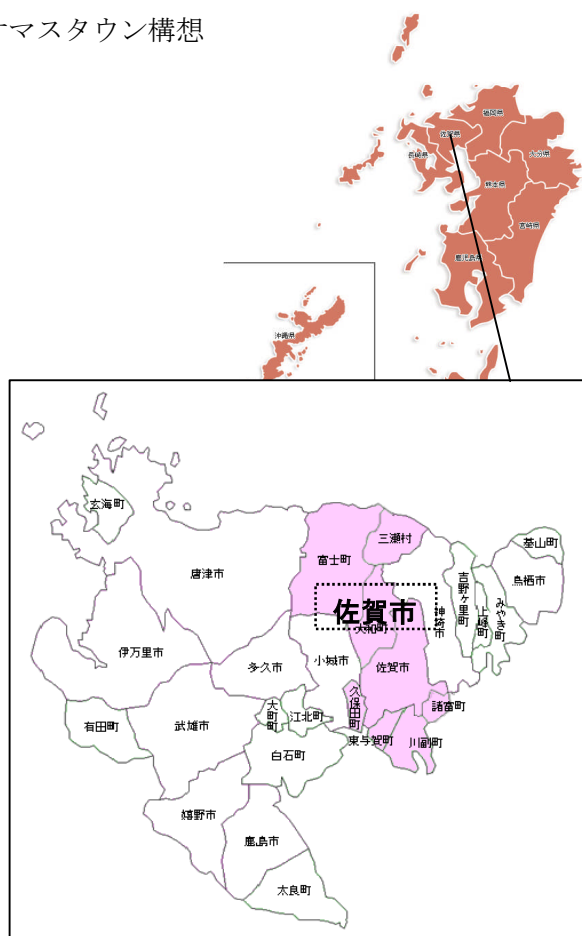 マスタウン構想
福岡県
佐賀県
大分県
長崎県
熊本県
宮崎県
鹿児島県
沖縄県
玄海町
唐津市
富士町
三瀬村
基山町
鳥栖市
吉野ヶ里町
上峰町
みやき町
神埼市
佐賀市
大和町
伊万里市
多久市
小城市
佐賀市
久保田町
諸富町
有田町
武雄市
大町町
江北町
東与賀町
川副町
白石町
嬉野市
鹿島市
太良町